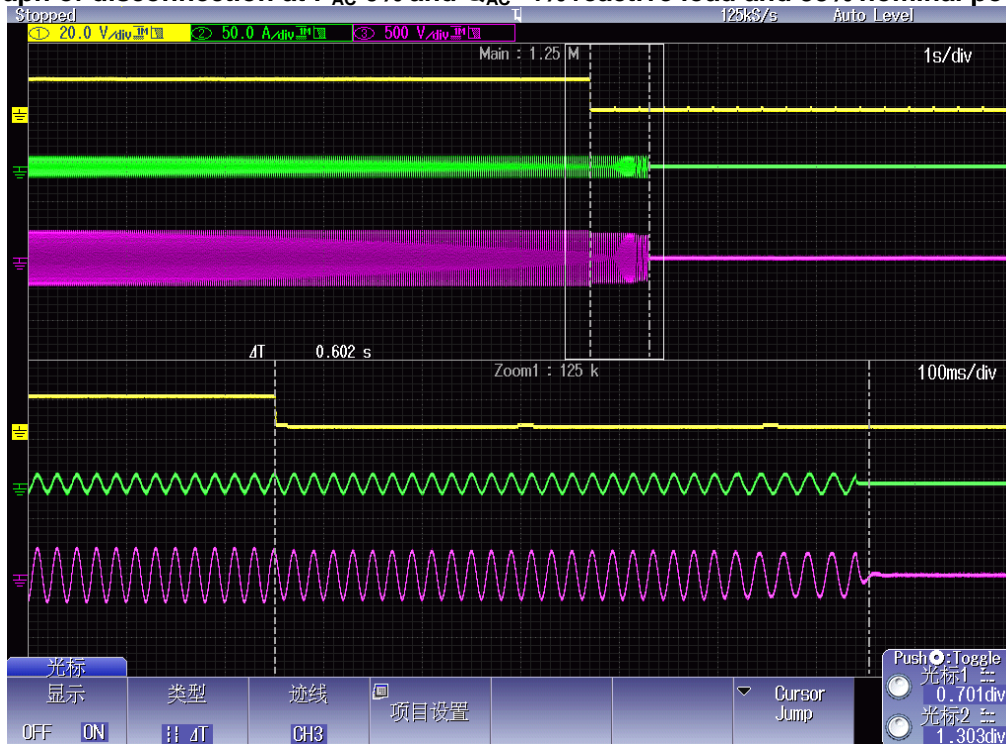 Stopped 125kS/s Auto Level
① 20.0 V/div ② 50.0 A/div ③ 500 V/div
Main : 1.25 M 1s/div
ΔT 0.602 s
Zoom1 : 125 k 100ms/div
光标
Push :Toggle
显示 类型 迹线 项目设置 Cursor Jump
OFF ON ΔT CH3
光标1
0.701div
光标2
1.303div